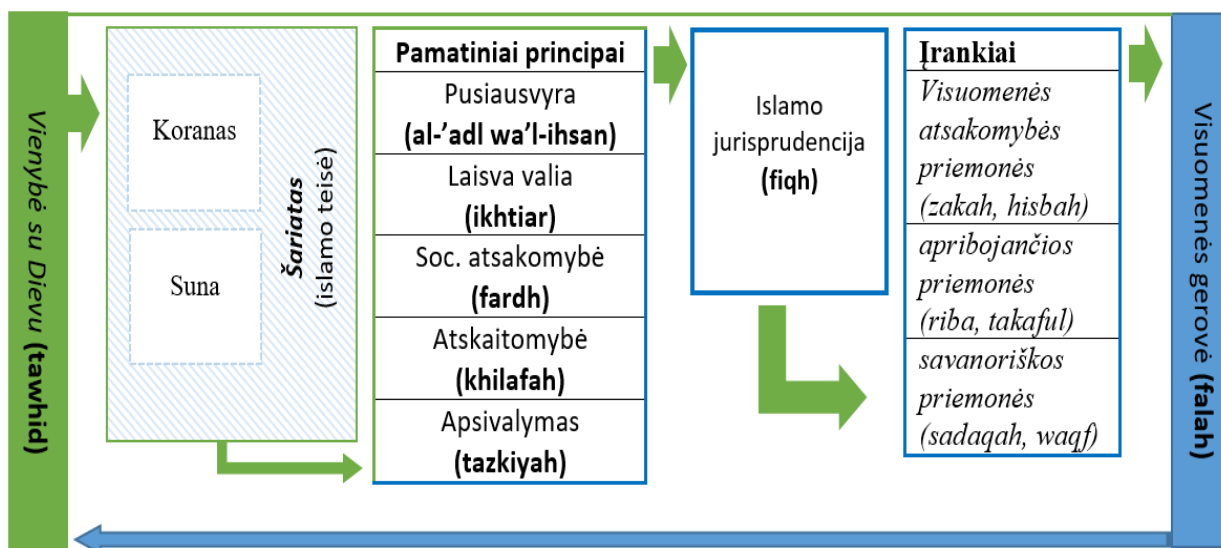 Vienybė su Dievu (tawhid)
Koranas
Suna
Šariatas
(islamo teisė)
Pamatiniai principai
Pusiausvyra
(al-’adl wa’l-ihsan)
Laisva valia
(ikhtiar)
Soc. atsakomybė
(fardh)
Atskaitomybė
(khilafah)
Apsivalymas
(tazkiyah)
Islamo
jurisprudencija
(fiqh)
Įrankiai
Visuomenės
atsakomybės
priemonės
(zakah, hisbah)
apribojančios
priemonės
(riba, takaful)
savanoriškos
priemonės
(sadaqah, waqf)
Visuomenės gerovė (falah)